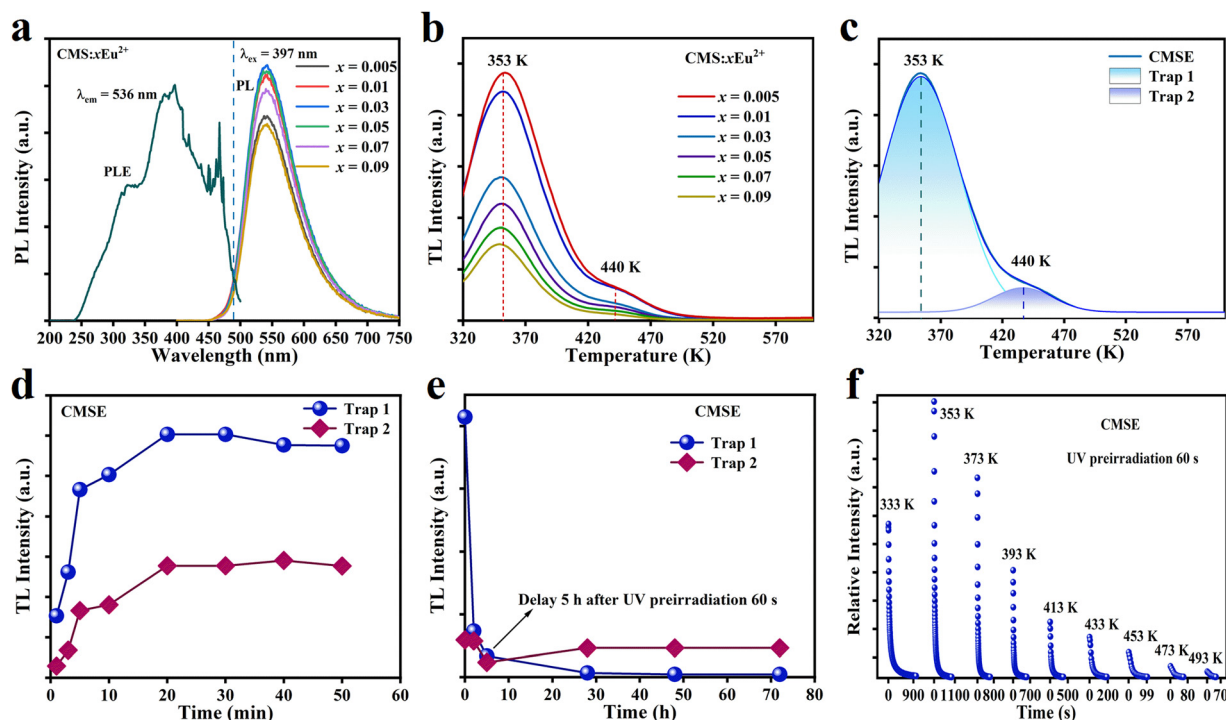 a
CMS:xEu²⁺
λex = 397 nm
λem = 536 nm
PL
PLE
x = 0.005
x = 0.01
x = 0.03
x = 0.05
x = 0.07
x = 0.09
PL Intensity (a.u.)
200 250 300 350 400 450 500 550 600 650 700 750
Wavelength (nm)
b
353 K
CMS:xEu²⁺
x = 0.005
x = 0.01
x = 0.03
x = 0.05
x = 0.07
x = 0.09
440 K
TL Intensity (a.u.)
320 370 420 470 520 570
Temperature (K)
c
353 K
CMSE
Trap 1
Trap 2
440 K
TL Intensity (a.u.)
320 370 420 470 520 570
Temperature (K)
d
CMSE
Trap 1
Trap 2
TL Intensity (a.u.)
0 10 20 30 40 50 60
Time (min)
e
CMSE
Trap 1
Trap 2
Delay 5 h after UV preirradiation 60 s
TL Intensity (a.u.)
0 12 24 36 48 60 72 84
Time (h)
f
353 K
CMSE
UV preirradiation 60 s
373 K
333 K
393 K
413 K
433 K
453 K
473 K
493 K
Relative Intensity (a.u.)
0 900 0 1100 0 800 0 700 0 500 0 200 0 99 0 80 0 70
Time (s)